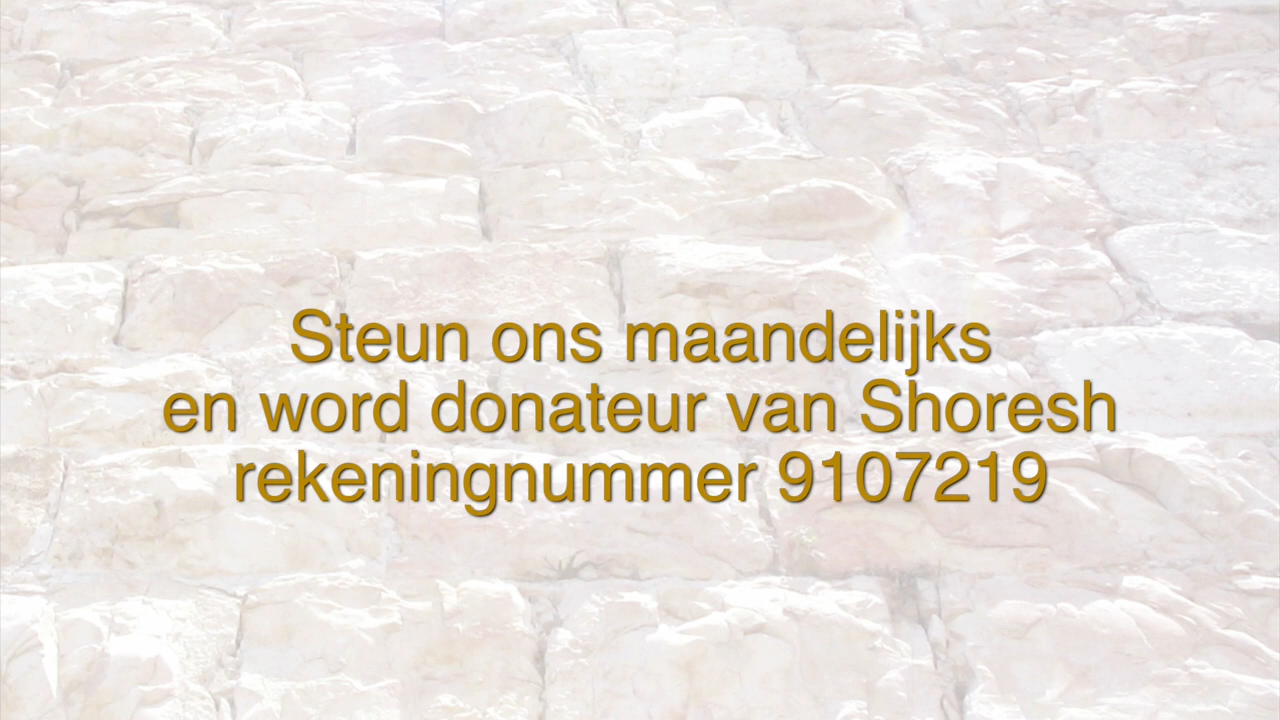 Steun ons maandelijks
en word donateur van Shoresh
rekeningnummer 9107219